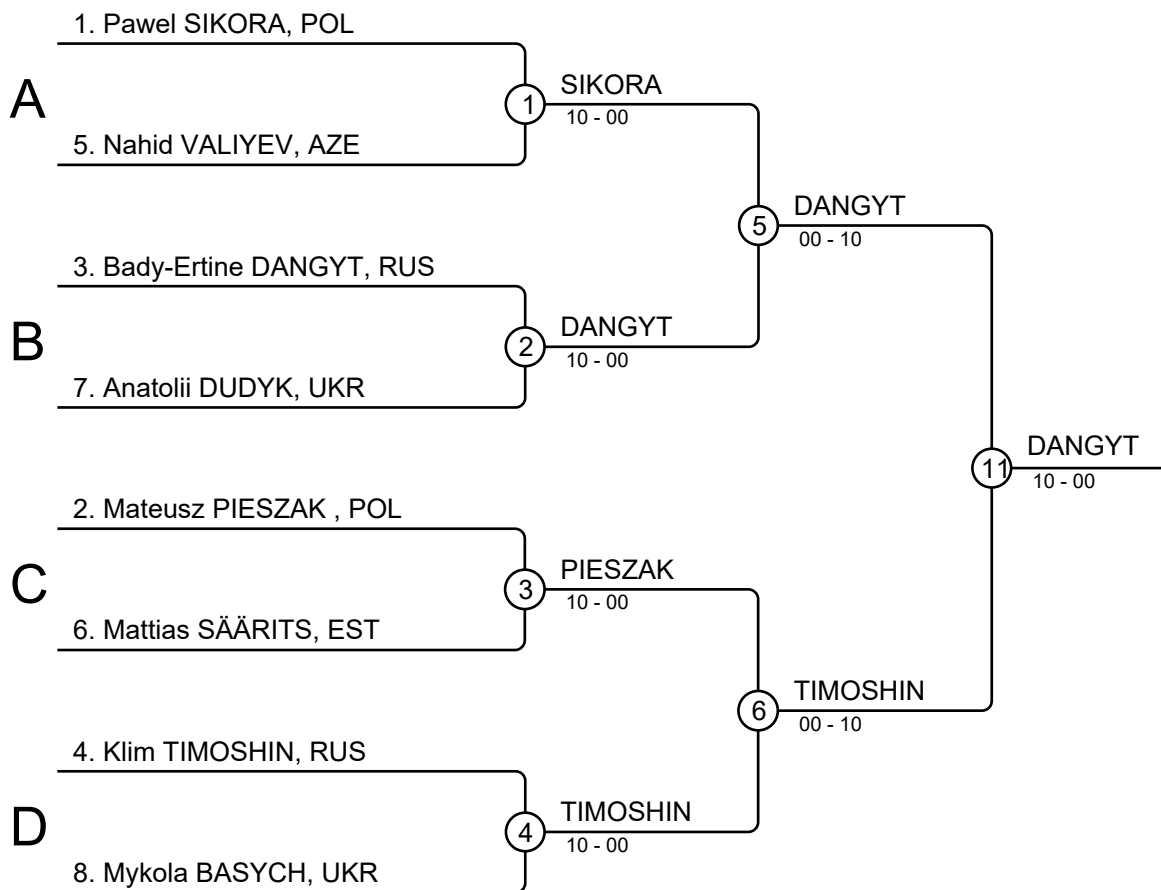 1. Pawel SIKORA, POL
A
1
SIKORA
10 - 00
5. Nahid VALIYEV, AZE
5
DANGYT
00 - 10
3. Bady-Ertine DANGYT, RUS
B
2
DANGYT
10 - 00
7. Anatolii DUDYK, UKR
11
DANGYT
10 - 00
2. Mateusz PIESZAK , POL
C
3
PIESZAK
10 - 00
6. Mattias SÄÄRITS, EST
6
TIMOSHIN
00 - 10
4. Klim TIMOSHIN, RUS
D
4
TIMOSHIN
10 - 00
8. Mykola BASYCH, UKR